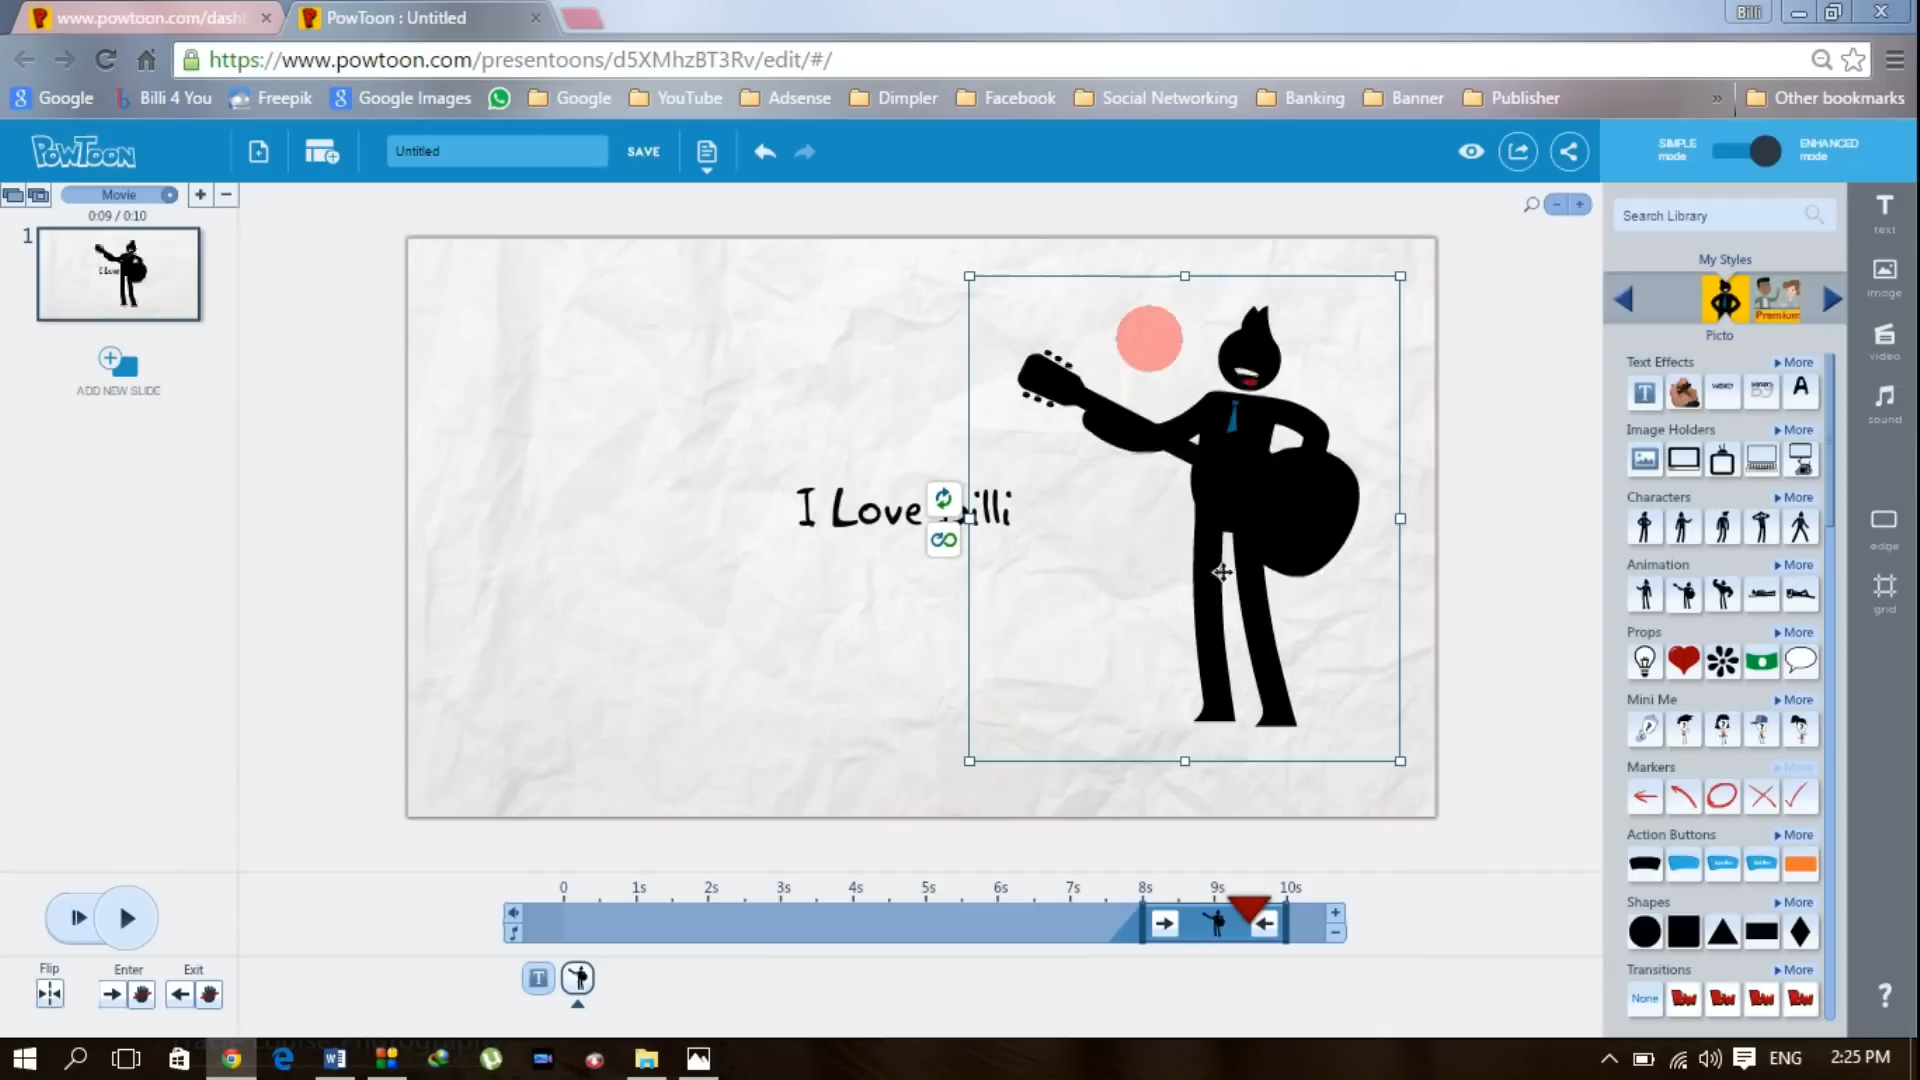 www.powtoon.com/dash
PowToon : Untitled
Billi
https://www.powtoon.com/presentoons/d5XMhzBT3Rv/edit/#/
Google
Billi 4 You
Freepik
Google Images
Google
YouTube
Adsense
Dimpler
Facebook
Social Networking
Banking
Banner
Publisher
»
Other bookmarks
POWTOON
Untitled
SAVE
SIMPLE
mode
ENHANCED
mode
Movie
0:09 / 0:10
1
ADD NEW SLIDE
I Love Billi
Search Library
My Styles
Premium
Picto
Text Effects
More
Image Holders
More
Characters
More
Animation
More
Props
More
Mini Me
More
Markers
More
Action Buttons
More
Shapes
More
Transitions
More
None
text
image
video
sound
edge
grid
?
0 1s 2s 3s 4s 5s 6s 7s 8s 9s 10s
Flip
Enter
Exit
ENG
2:25 PM